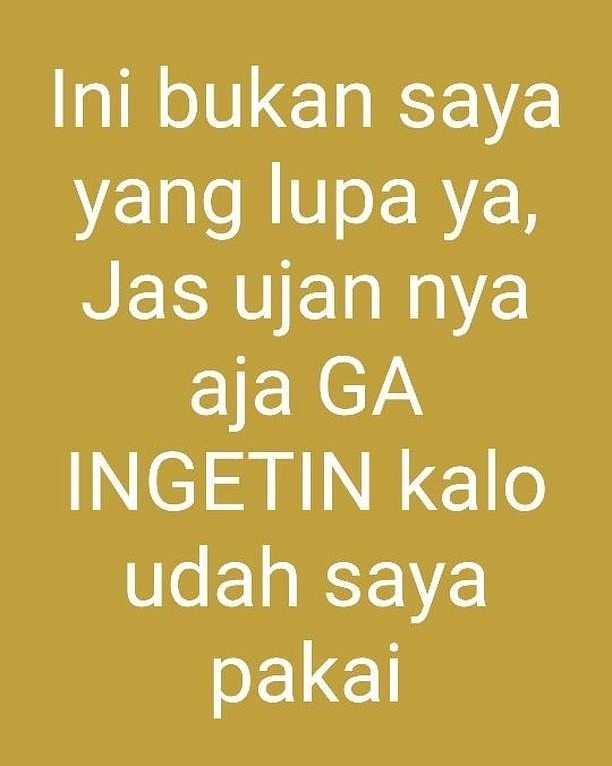 Ini bukan saya
yang lupa ya,
Jas ujan nya
aja GA
INGETIN kalo
udah saya
pakai